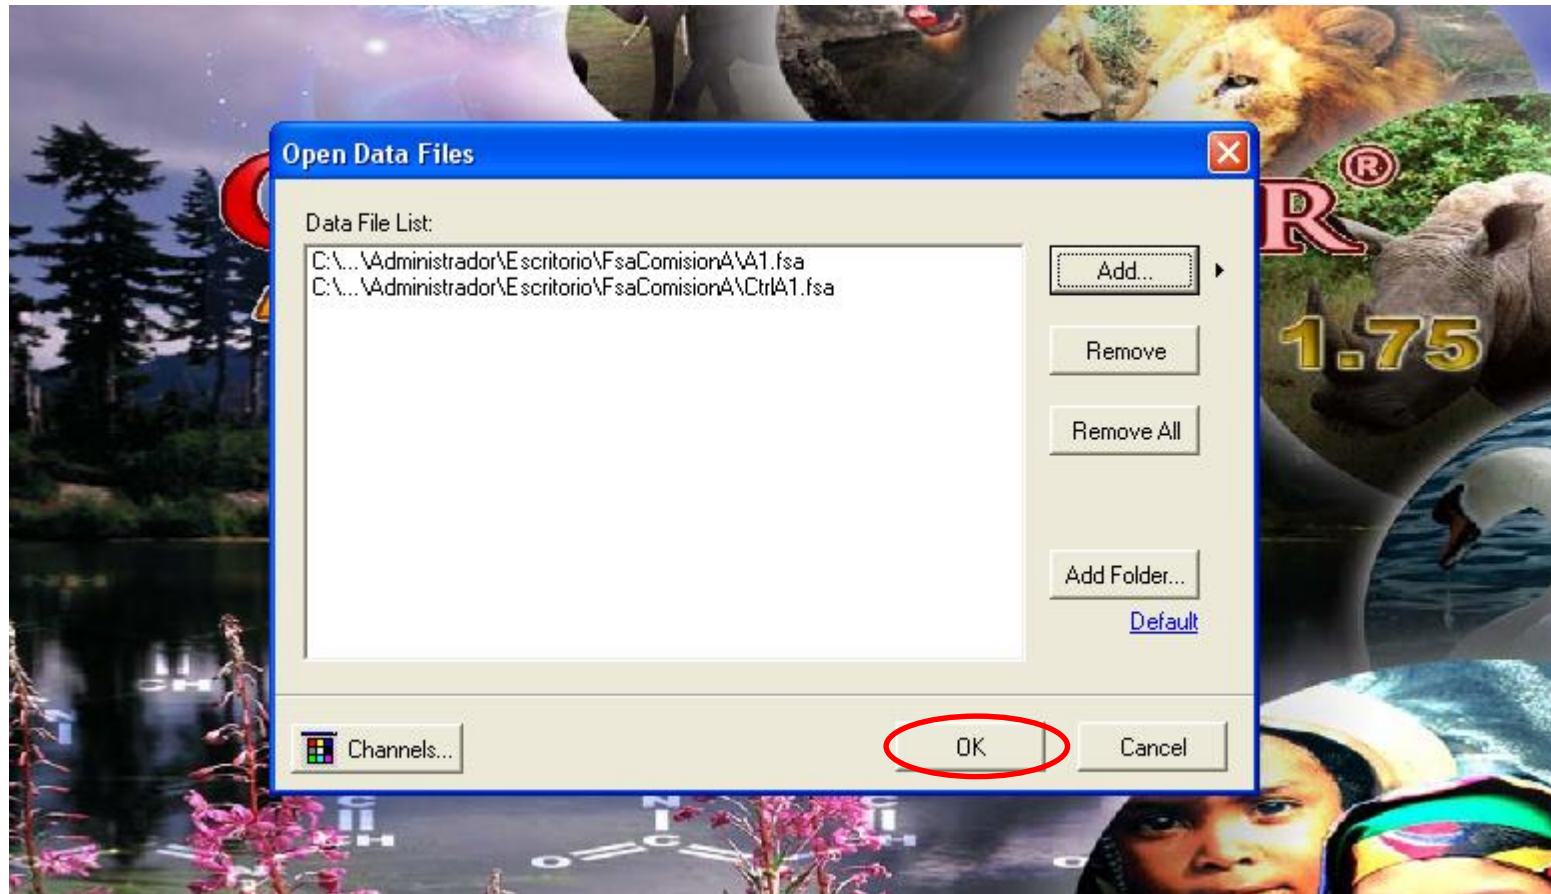 Open Data Files
R®
Data File List:
C:\...\Administrador\Escritorio\FsaComisionA\A1.fsa
C:\...\Administrador\Escritorio\FsaComisionA\CtrlA1.fsa
Add...
1.75
Remove
Remove All
Add Folder...
Default
Channels...
OK
Cancel
CH
N
C